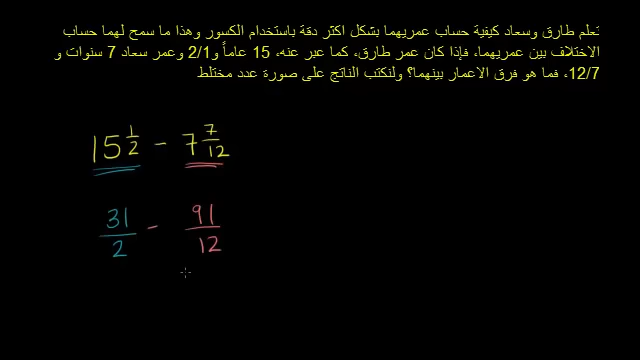 تعلم طارق وسعاد كيفية حساب عمريهما بشكل اكثر دقة باستخدام الكسور وهذا ما سمح لهما حساب
الاختلاف بين عمريهما، فإذا كان عمر طارق، كما عبر عنه، 15 عاماً و2/1 وعمر سعاد 7 سنوات و
12/7، فما هو فرق الاعمار بينهما؟ ولنكتب الناتج على صورة عدد مختلط
15 1/2 − 7 7/12
31/2 − 91/12